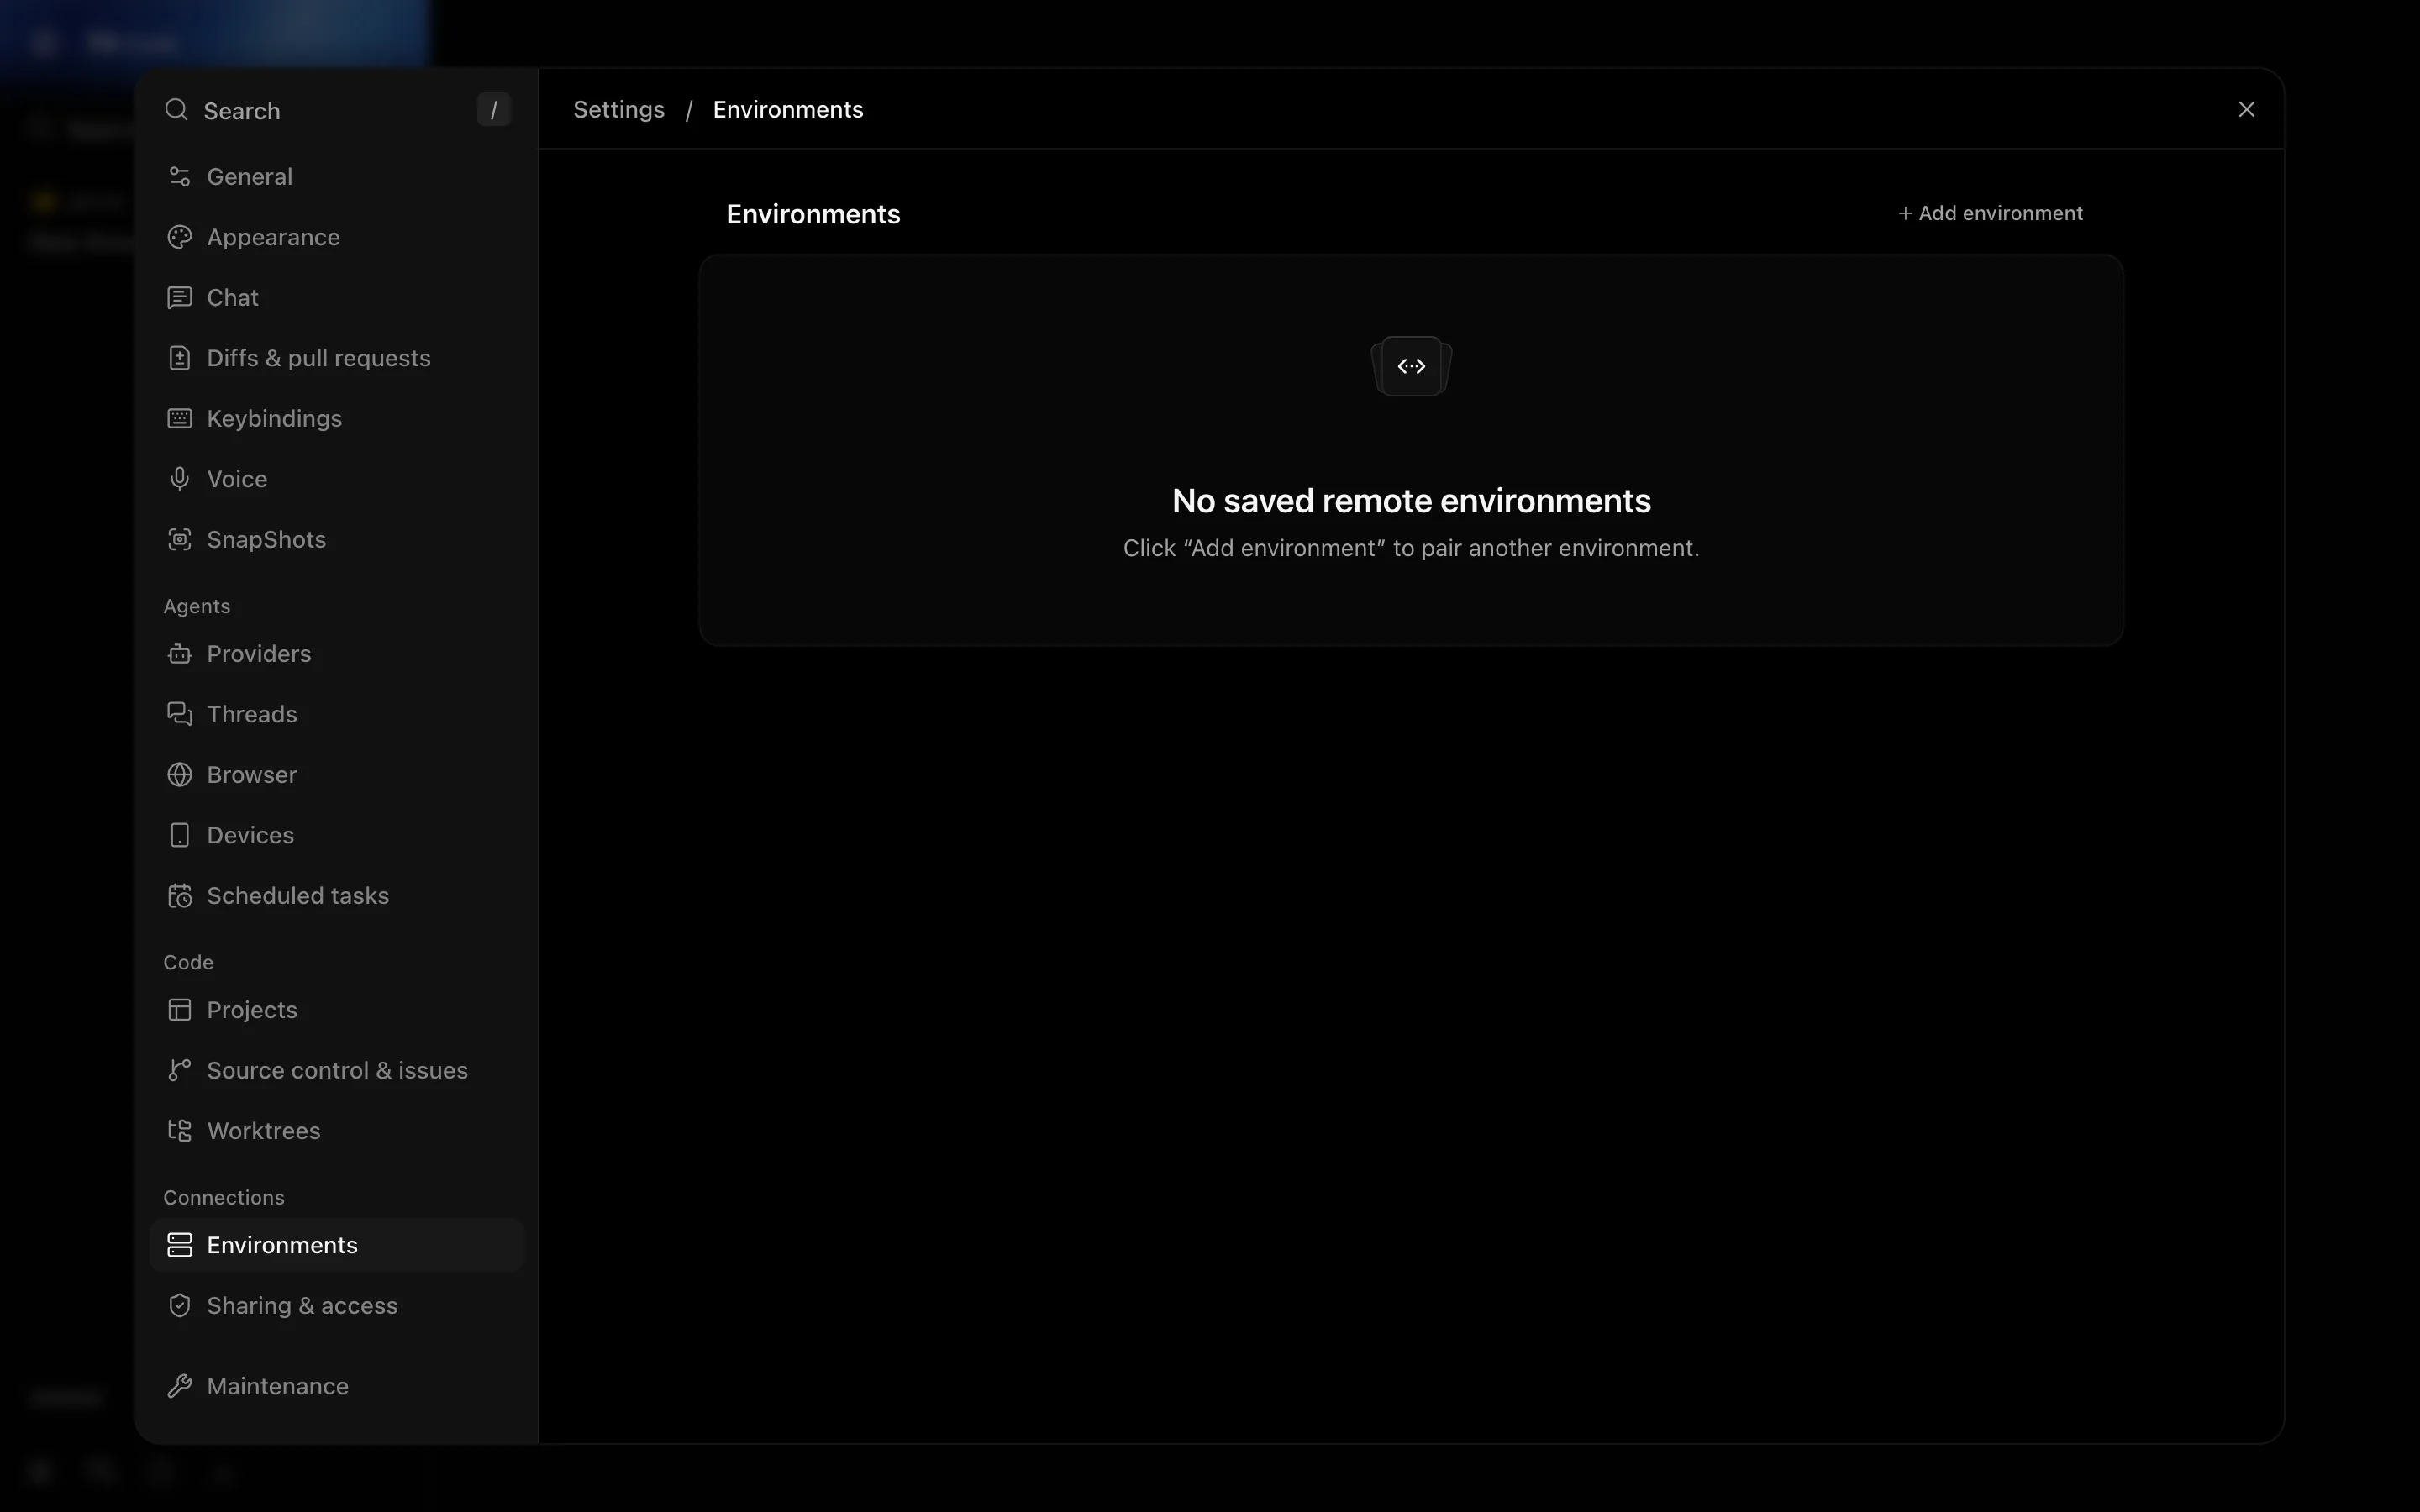 Search /
General
Appearance
Chat
Diffs & pull requests
Keybindings
Voice
SnapShots
Agents
Providers
Threads
Browser
Devices
Scheduled tasks
Code
Projects
Source control & issues
Worktrees
Connections
Environments
Sharing & access
Maintenance
Settings / Environments
Environments
+ Add environment
No saved remote environments
Click “Add environment” to pair another environment.